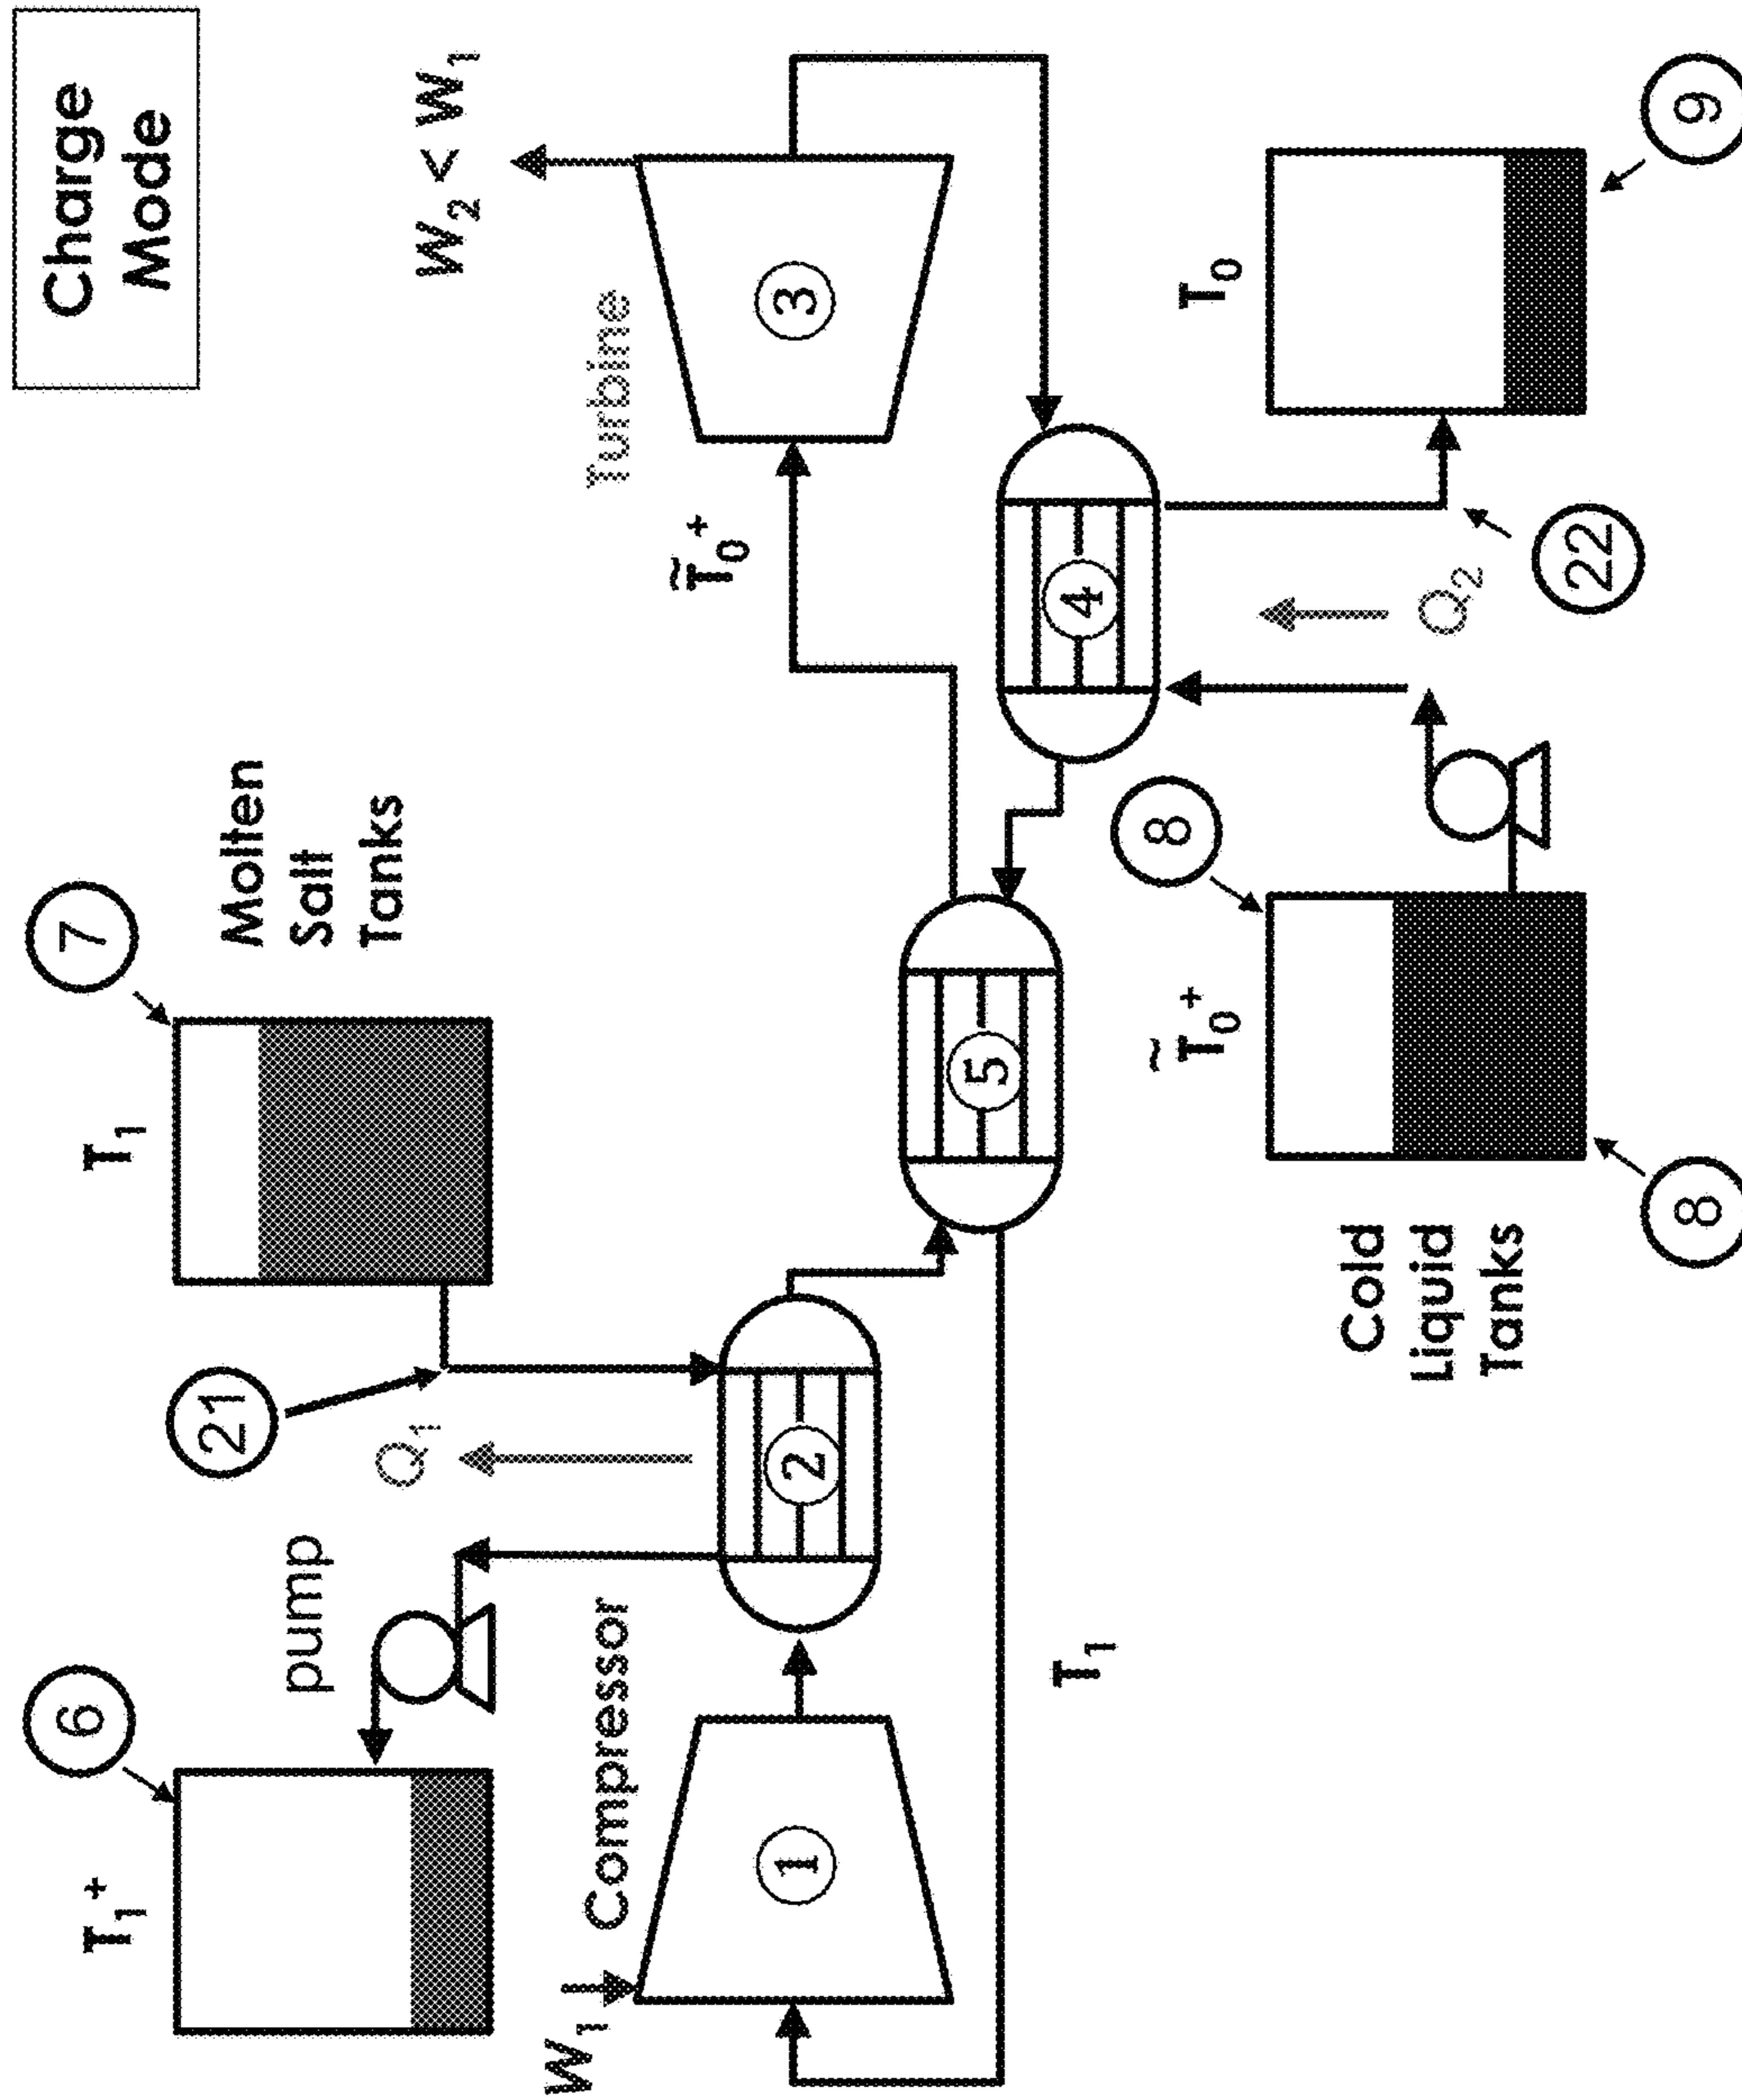 Charge
Mode
W₂ < W₁
Turbine
3
T̃₀⁺
7
Molten
Salt
Tanks
T₁
21
Q₁
pump
6
T₁⁺
W₁
Compressor
1
2
5
4
T₁
Q₂
22
T₀
9
8
T̃₀⁺
Cold
Liquid
Tanks
8